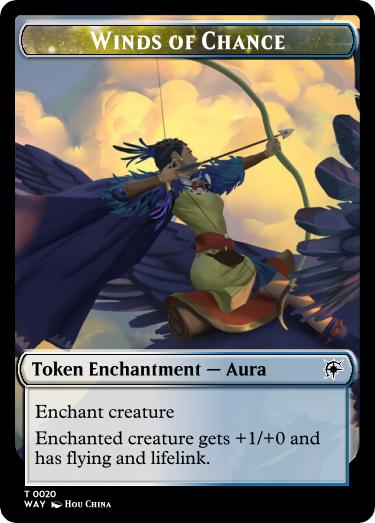 Winds of Chance
Token Enchantment — Aura
Enchant creature
Enchanted creature gets +1/+0 and
has flying and lifelink.
T 0020
WAY Hou China